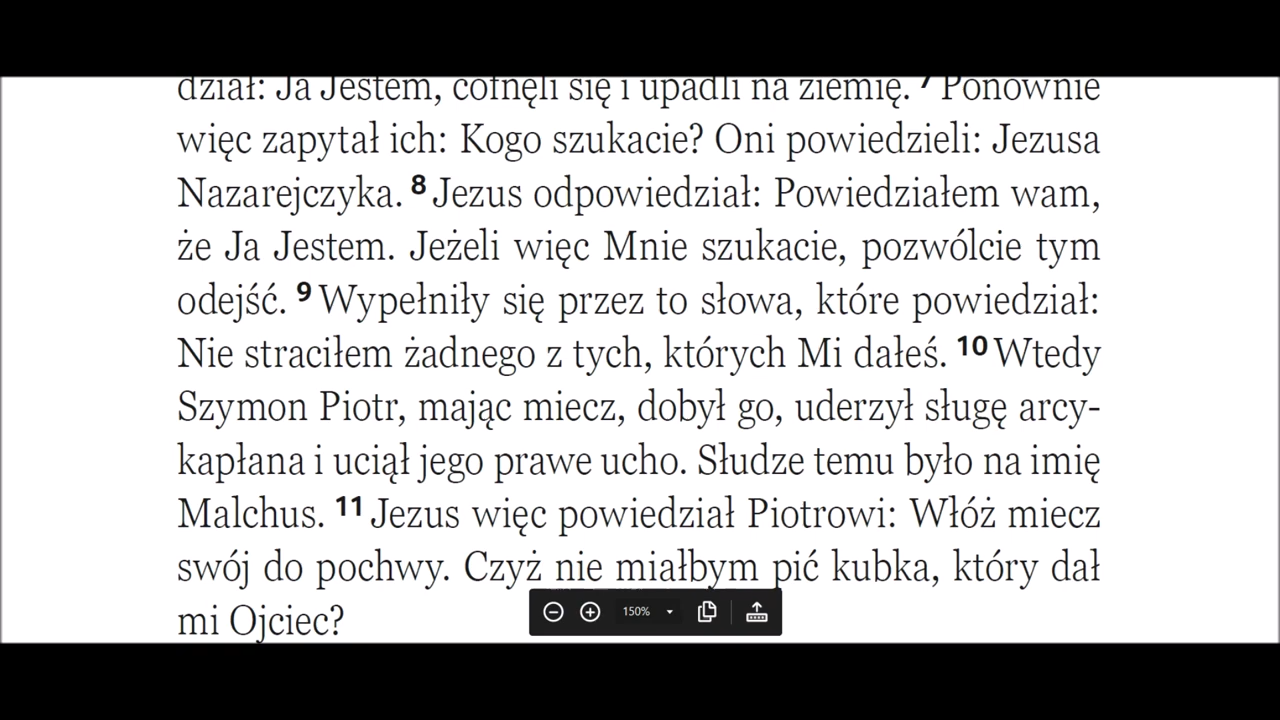 dział: Ja Jestem, cofnęli się i upadli na ziemię. 7 Ponownie
więc zapytał ich: Kogo szukacie? Oni powiedzieli: Jezusa
Nazarejczyka. 8 Jezus odpowiedział: Powiedziałem wam,
że Ja Jestem. Jeżeli więc Mnie szukacie, pozwólcie tym
odejść. 9 Wypełniły się przez to słowa, które powiedział:
Nie straciłem żadnego z tych, których Mi dałeś. 10 Wtedy
Szymon Piotr, mając miecz, dobył go, uderzył sługę arcy-
kapłana i uciął jego prawe ucho. Słudze temu było na imię
Malchus. 11 Jezus więc powiedział Piotrowi: Włóż miecz
swój do pochwy. Czyż nie miałbym pić kubka, który dał
mi Ojciec?
150%